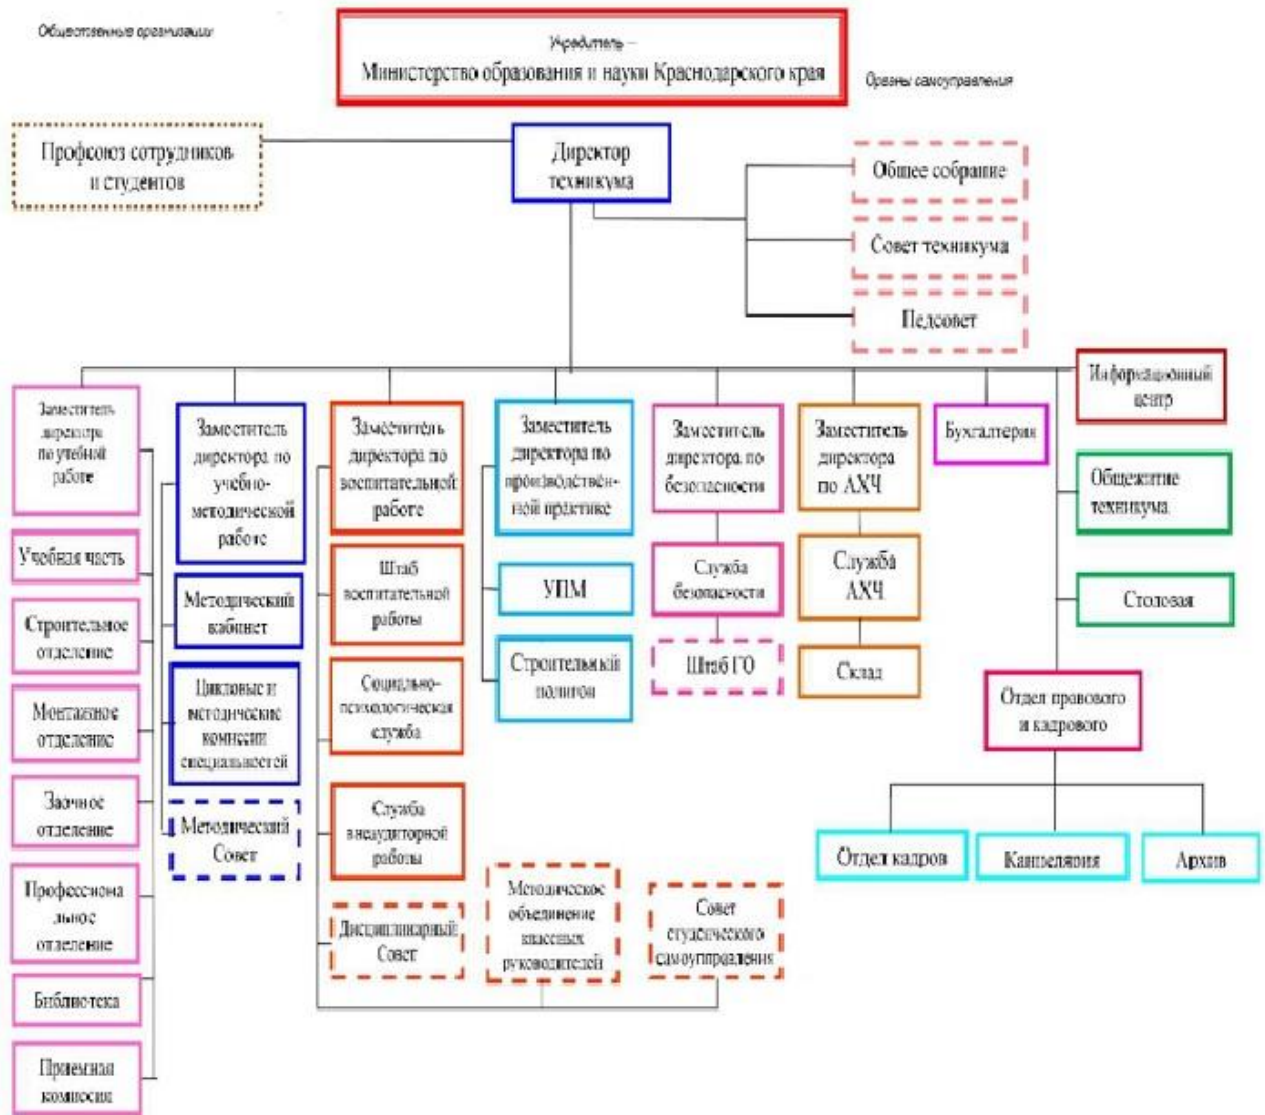 Общественные организации
Учредитель –
Министерство образования и науки Краснодарского края
Органы самоуправления
Профсоюз сотрудников
и студентов
Директор
техникума
Общее собрание
Совет техникума
Педсовет
Информационный
центр
Заместитель
директора
по учебной
работе
Заместитель
директора по
учебно-
методической
работе
Заместитель
директора по
воспитательной
работе
Заместитель
директора по
производствен-
ной практике
Заместитель
директора по
безопасности
Заместитель
директора
по АХЧ
Бухгалтерия
Общежитие
техникума
Учебная часть
Методический
кабинет
Штаб
воспитательной
работы
УПМ
Служба
безопасности
Служба
АХЧ
Столовая
Строительное
отделение
Цикловые и
методические
комиссии
специальностей
Социально-
психологическая
служба
Строительный
полигон
Штаб ГО
Склад
Отдел правового
и кадрового
Монтажное
отделение
Заочное
отделение
Методический
Совет
Служба
внеаудиторной
работы
Отдел кадров
Канцелярия
Архив
Профессиона
льное
отделение
Дисциплинарный
Совет
Методическое
объединение
классных
руководителей
Совет
студенческого
самоупправления
Библиотека
Приемная
комиссия